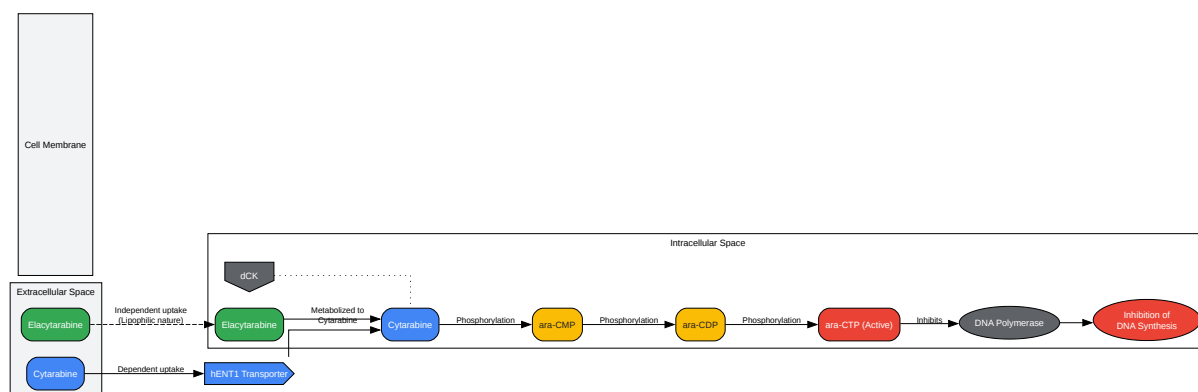 Cell Membrane
Intracellular Space
dCK
Extracellular Space
Elacytarabine
Independent uptake
(Lipophilic nature)
Elacytarabine
Metabolized to
Cytarabine
Cytarabine
Phosphorylation
ara-CMP
Phosphorylation
ara-CDP
Phosphorylation
ara-CTP (Active)
Inhibits
DNA Polymerase
Inhibition of
DNA Synthesis
Cytarabine
Dependent uptake
hENT1 Transporter